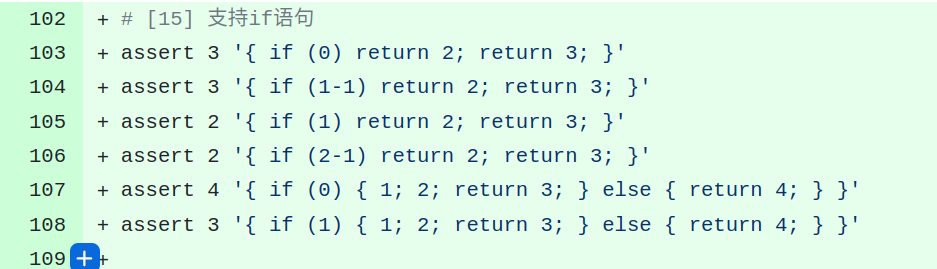 102 + # [15] 支持if语句
103 + assert 3 '{ if (0) return 2; return 3; }'
104 + assert 3 '{ if (1-1) return 2; return 3; }'
105 + assert 2 '{ if (1) return 2; return 3; }'
106 + assert 2 '{ if (2-1) return 2; return 3; }'
107 + assert 4 '{ if (0) { 1; 2; return 3; } else { return 4; } }'
108 + assert 3 '{ if (1) { 1; 2; return 3; } else { return 4; } }'
109 + +